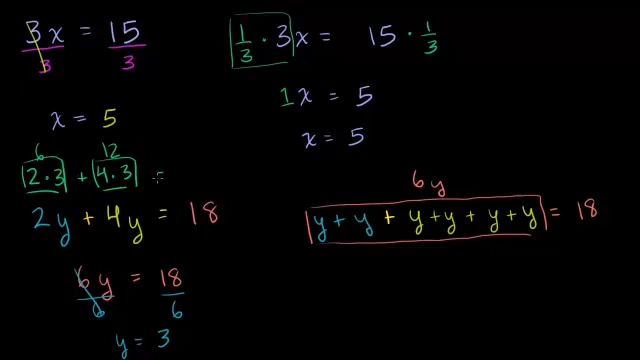 3x = 15
3 3
x = 5
1/3 · 3x = 15 · 1/3
1x = 5
x = 5
6 12
2·3 + 4·3 =
2y + 4y = 18
6y = 18
6 6
y = 3
6y
y + y + y + y + y + y = 18